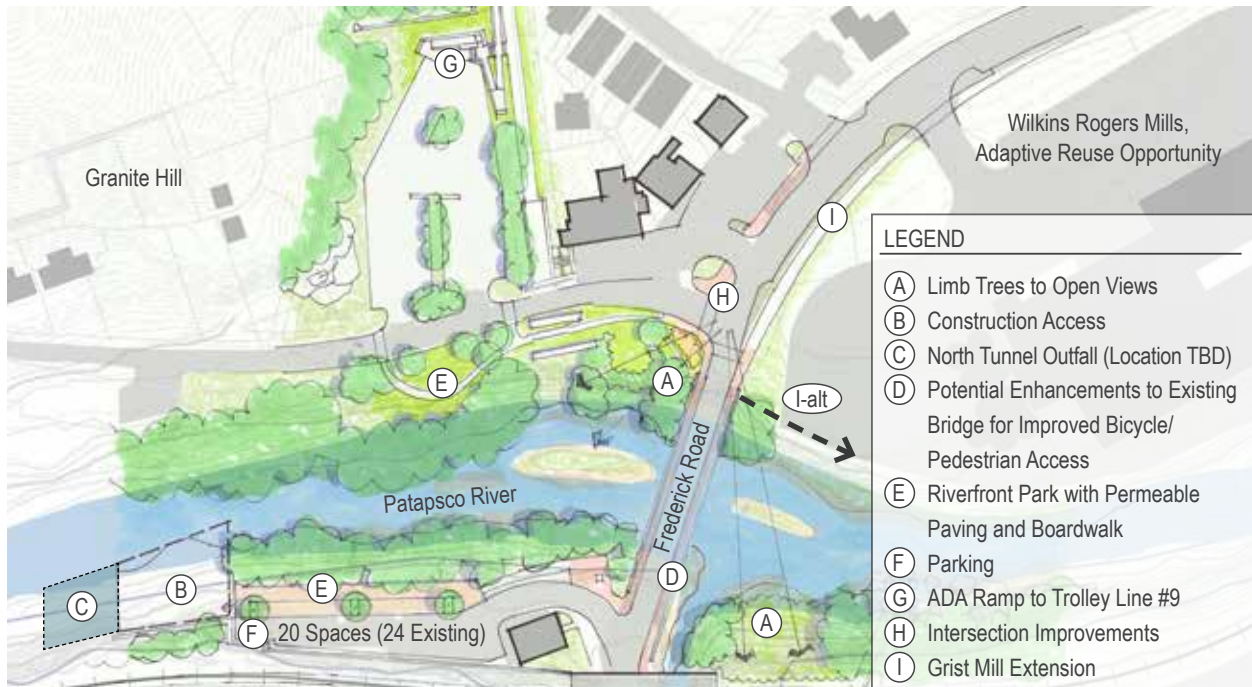 G
Granite Hill
Wilkins Rogers Mills,
Adaptive Reuse Opportunity
I
H
E
A
I-alt
Frederick Road
Patapsco River
C
B
E
D
F
20 Spaces (24 Existing)
A
LEGEND
A Limb Trees to Open Views
B Construction Access
C North Tunnel Outfall (Location TBD)
D Potential Enhancements to Existing
Bridge for Improved Bicycle/
Pedestrian Access
E Riverfront Park with Permeable
Paving and Boardwalk
F Parking
G ADA Ramp to Trolley Line #9
H Intersection Improvements
I Grist Mill Extension